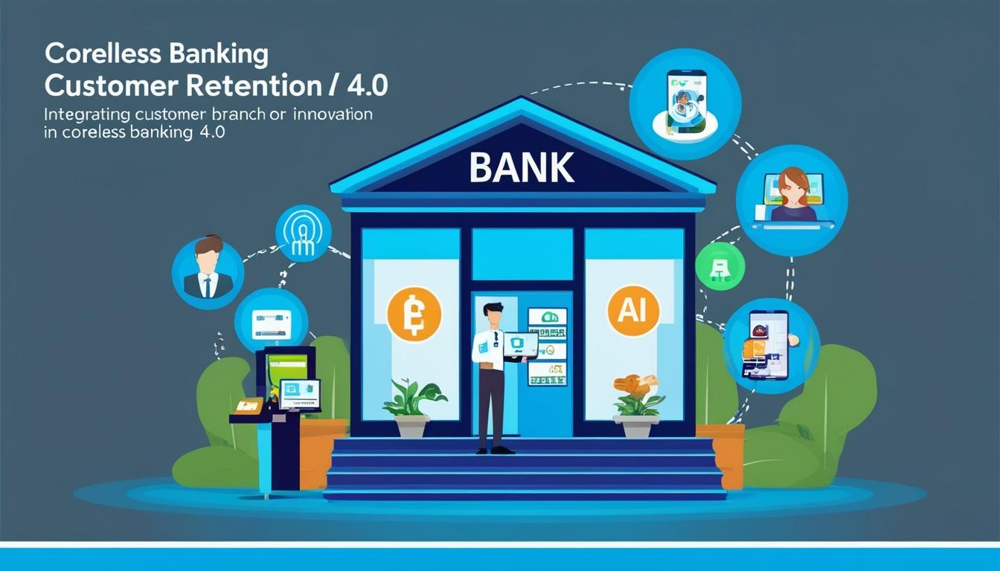 Corelless Banking
Customer Retention / 4.0
Integrating customer branch or innovation
in coreless banking 4.0
BANK
AI